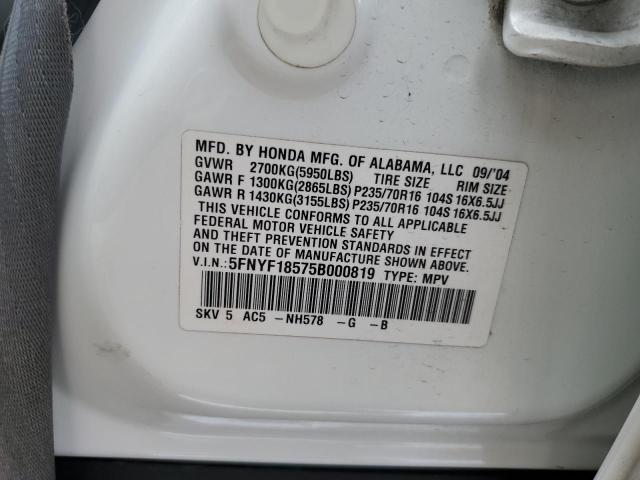 MFD. BY HONDA MFG. OF ALABAMA, LLC 09/'04
GVWR 2700KG(5950LBS) TIRE SIZE RIM SIZE
GAWR F 1300KG(2865LBS) P235/70R16 104S 16X6.5JJ
GAWR R 1430KG(3155LBS) P235/70R16 104S 16X6.5JJ
THIS VEHICLE CONFORMS TO ALL APPLICABLE
FEDERAL MOTOR VEHICLE SAFETY BUMPER
AND THEFT PREVENTION STANDARDS IN EFFECT
ON THE DATE OF MANUFACTURE SHOWN ABOVE.
V.I.N.:5FNYF18575B000819 TYPE: MPV
SKV 5 AC5 -NH578 -G -B